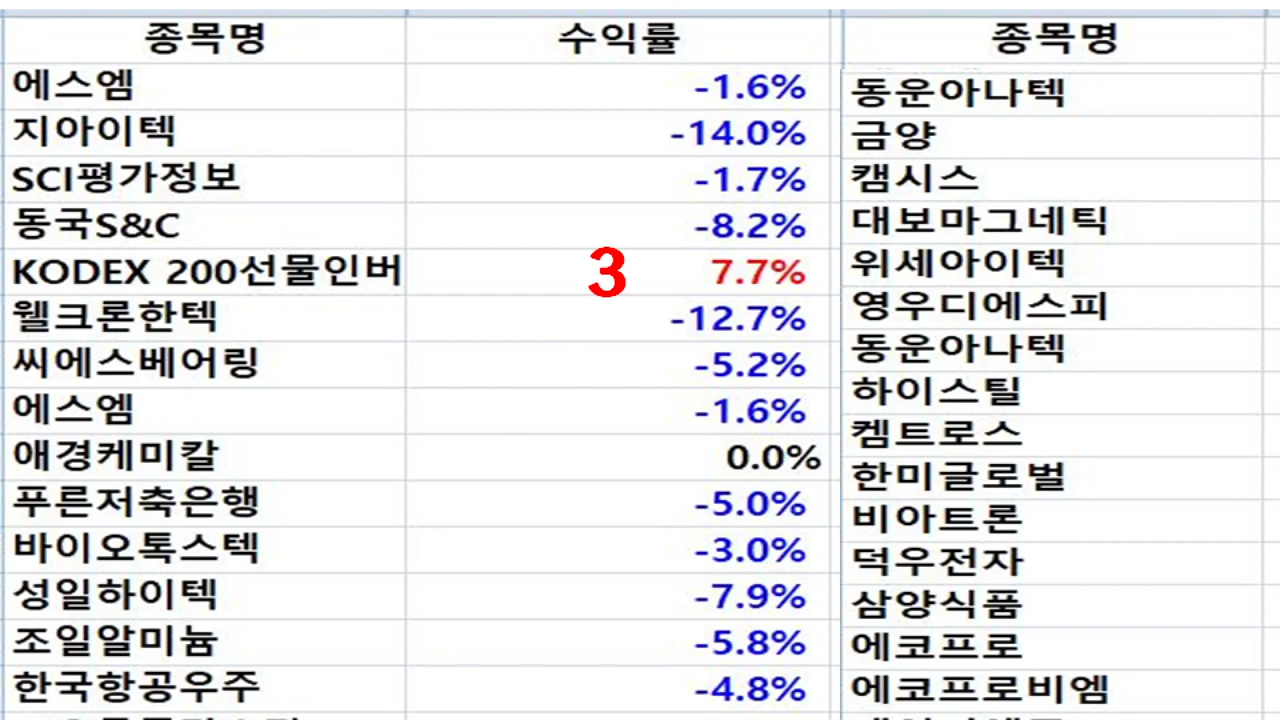 종목명 수익률
에스엠 -1.6%
지아이텍 -14.0%
SCI평가정보 -1.7%
동국S&C -8.2%
KODEX 200선물인버 3 7.7%
웰크론한텍 -12.7%
씨에스베어링 -5.2%
에스엠 -1.6%
애경케미칼 0.0%
푸른저축은행 -5.0%
바이오톡스텍 -3.0%
성일하이텍 -7.9%
조일알미늄 -5.8%
한국항공우주 -4.8%
종목명
동운아나텍
금양
캠시스
대보마그네틱
위세아이텍
영우디에스피
동운아나텍
하이스틸
켐트로스
한미글로벌
비아트론
덕우전자
삼양식품
에코프로
에코프로비엠